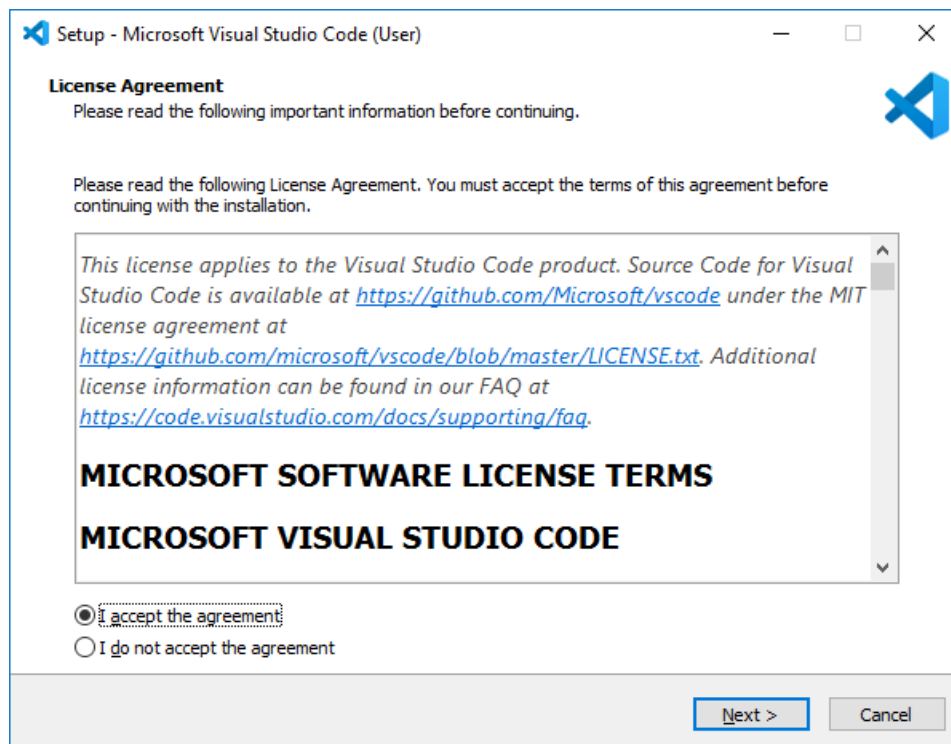 Setup - Microsoft Visual Studio Code (User)
License Agreement
Please read the following important information before continuing.
Please read the following License Agreement. You must accept the terms of this agreement before
continuing with the installation.
This license applies to the Visual Studio Code product. Source Code for Visual
Studio Code is available at https://github.com/Microsoft/vscode under the MIT
license agreement at
https://github.com/microsoft/vscode/blob/master/LICENSE.txt. Additional
license information can be found in our FAQ at
https://code.visualstudio.com/docs/supporting/faq.
MICROSOFT SOFTWARE LICENSE TERMS
MICROSOFT VISUAL STUDIO CODE
I accept the agreement
I do not accept the agreement
Next >
Cancel